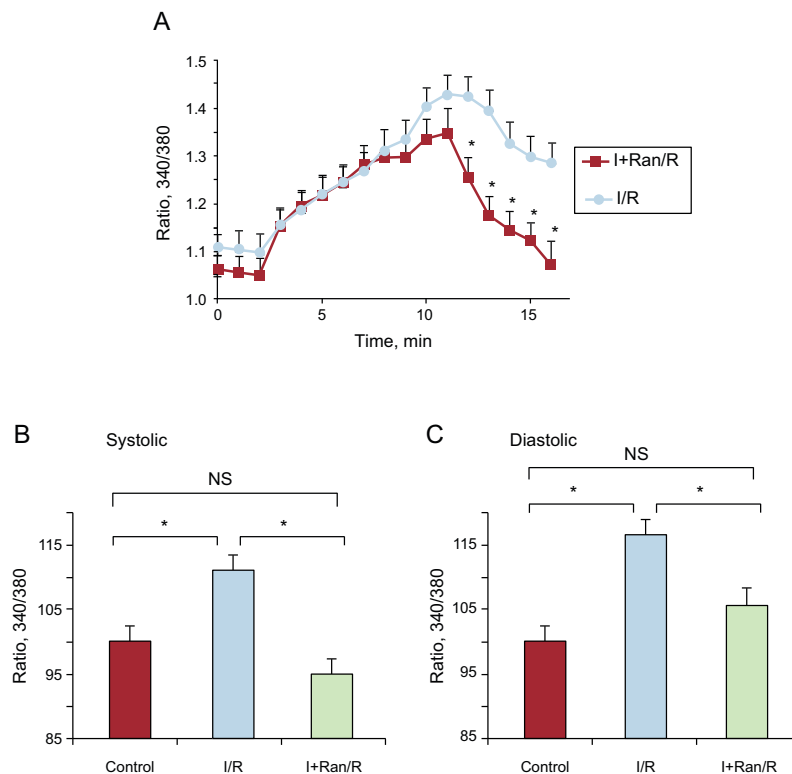 A
1.5
1.4
1.3
1.2
1.1
1.0
Ratio, 340/380
0 5 10 15
Time, min
* * * * *
I+Ran/R
I/R
B Systolic
NS
* *
115
105
95
85
Ratio, 340/380
Control I/R I+Ran/R
C Diastolic
NS
* *
115
105
95
85
Ratio, 340/380
Control I/R I+Ran/R